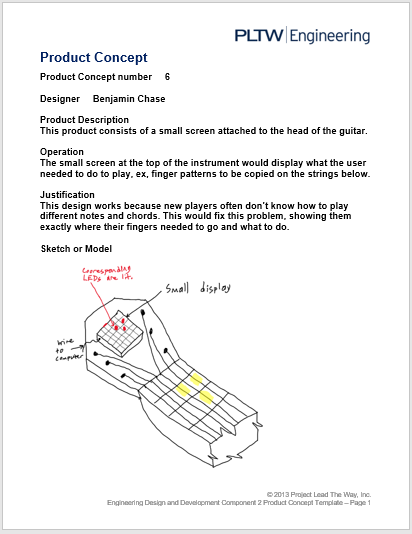 PLTW Engineering
Product Concept
Product Concept number 6
Designer Benjamin Chase
Product Description
This product consists of a small screen attached to the head of the guitar.
Operation
The small screen at the top of the instrument would display what the user
needed to do to play, ex, finger patterns to be copied on the strings below.
Justification
This design works because new players often don't know how to play
different notes and chords. This would fix this problem, showing them
exactly where their fingers needed to go and what to do.
Sketch or Model
Corresponding
LEDs are lit.
Small display
Wire
to
computer
© 2013 Project Lead The Way, Inc.
Engineering Design and Development Component 2 Product Concept Template – Page 1